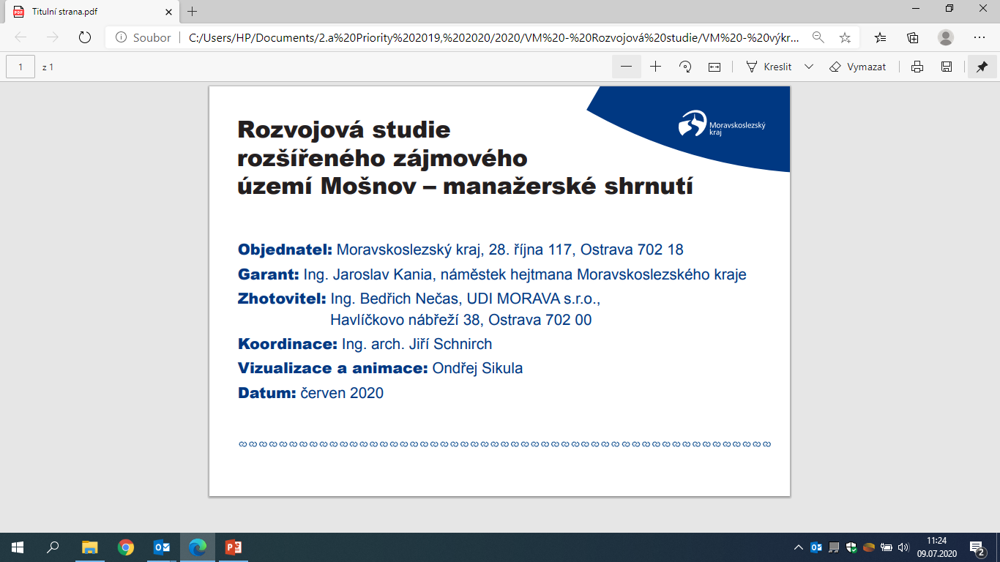 Titulní strana.pdf
Soubor
C:/Users/HP/Documents/2.a%20Priority%202019,%202020/2020/VM%20-%20Rozvojová%20studie/VM%20-%20výkr...
1
z 1
Kreslit
Vymazat
Moravskoslezský
kraj
Rozvojová studie
rozšířeného zájmového
území Mošnov – manažerské shrnutí
Objednatel: Moravskoslezský kraj, 28. října 117, Ostrava 702 18
Garant: Ing. Jaroslav Kania, náměstek hejtmana Moravskoslezského kraje
Zhotovitel: Ing. Bedřich Nečas, UDI MORAVA s.r.o.,
Havlíčkovo nábřeží 38, Ostrava 702 00
Koordinace: Ing. arch. Jiří Schnirch
Vizualizace a animace: Ondřej Sikula
Datum: červen 2020
11:24
09.07.2020
2